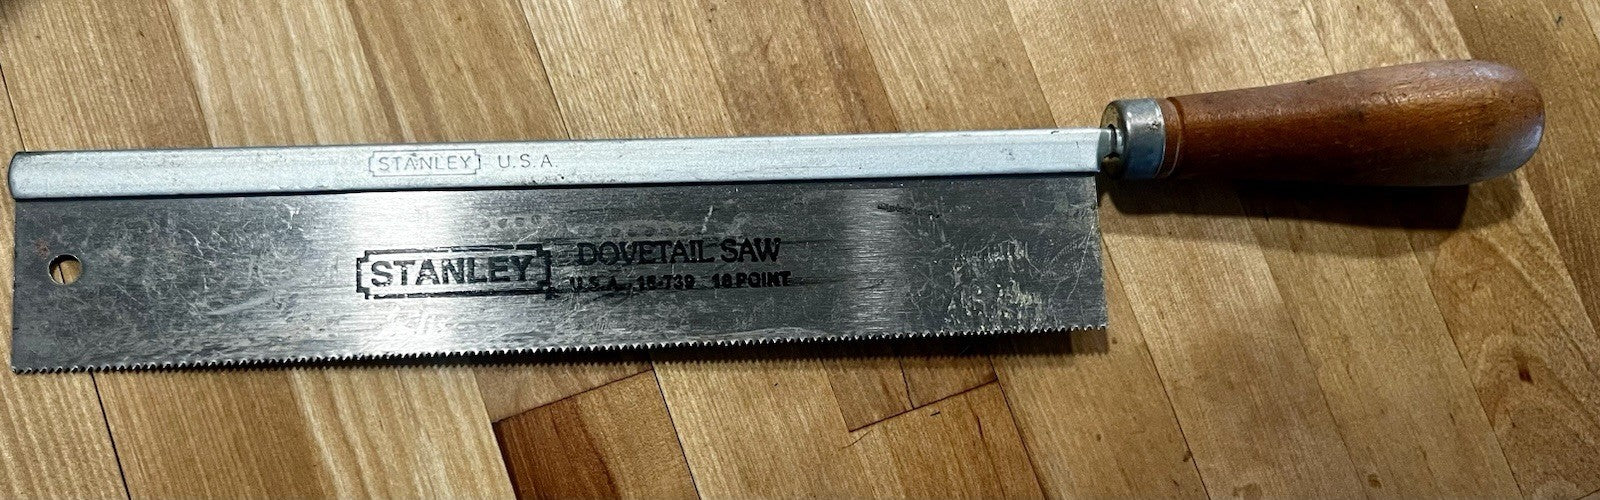 STANLEY U.S.A.
STANLEY
DOVETAIL SAW
U.S.A. 15-739 16 POINT